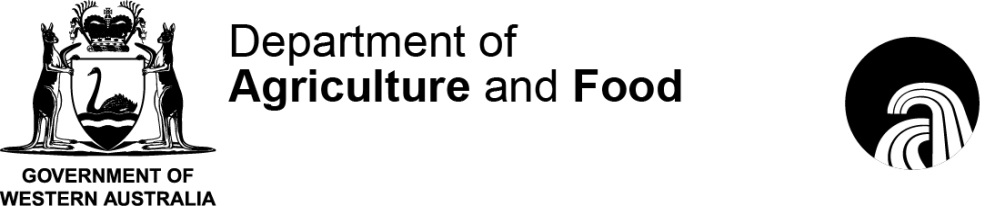 Department of
Agriculture and Food
GOVERNMENT OF
WESTERN AUSTRALIA